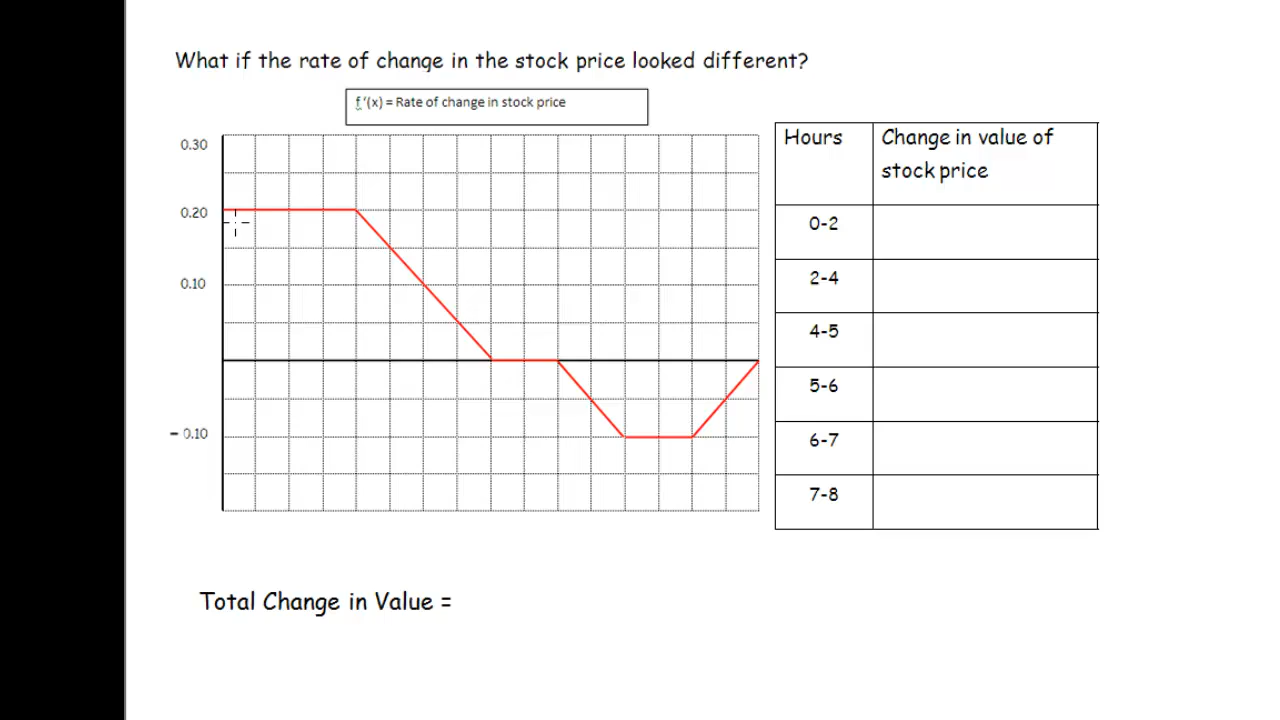 What if the rate of change in the stock price looked different?
f '(x) = Rate of change in stock price
0.30
0.20
0.10
- 0.10
Hours
Change in value of
stock price
0-2
2-4
4-5
5-6
6-7
7-8
Total Change in Value =